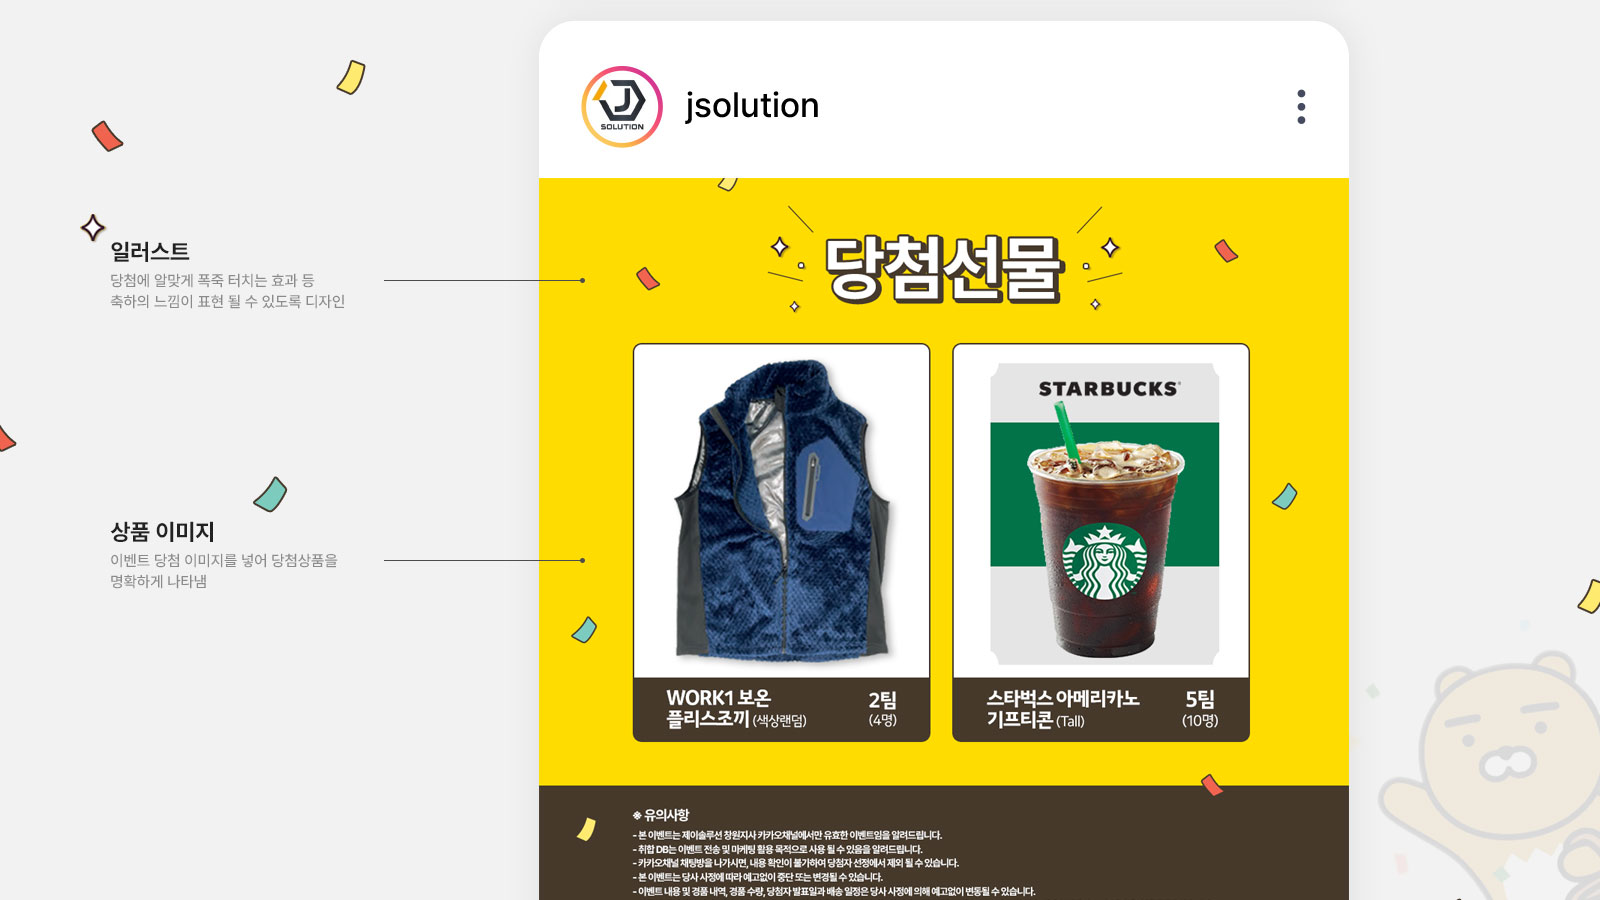 SOLUTION
jsolution
일러스트
당첨에 알맞게 폭죽 터치는 효과 등
축하의 느낌이 표현 될 수 있도록 디자인
상품 이미지
이벤트 당첨 이미지를 넣어 당첨상품을
명확하게 나타냄
당첨선물
STARBUCKS
WORK1 보온
플리스조끼 (색상랜덤)
2팀
(4명)
스타벅스 아메리카노
기프티콘 (Tall)
5팀
(10명)
※ 유의사항
- 본 이벤트는 제이솔루션 창원지사 카카오채널에서만 유효한 이벤트임을 알려드립니다.
- 취합 DB는 이벤트 전송 및 마케팅 활용 목적으로 사용 될 수 있음을 알려드립니다.
- 카카오채널 채팅방을 나가시면, 내용 확인이 불가하여 당첨자 선정에서 제외 될 수 있습니다.
- 본 이벤트는 당사 사정에 따라 예고없이 중단 또는 변경될 수 있습니다.
- 이벤트 내용 및 경품 내역, 경품 수량, 당첨자 발표일과 배송 일정은 당사 사정에 의해 예고없이 변동될 수 있습니다.